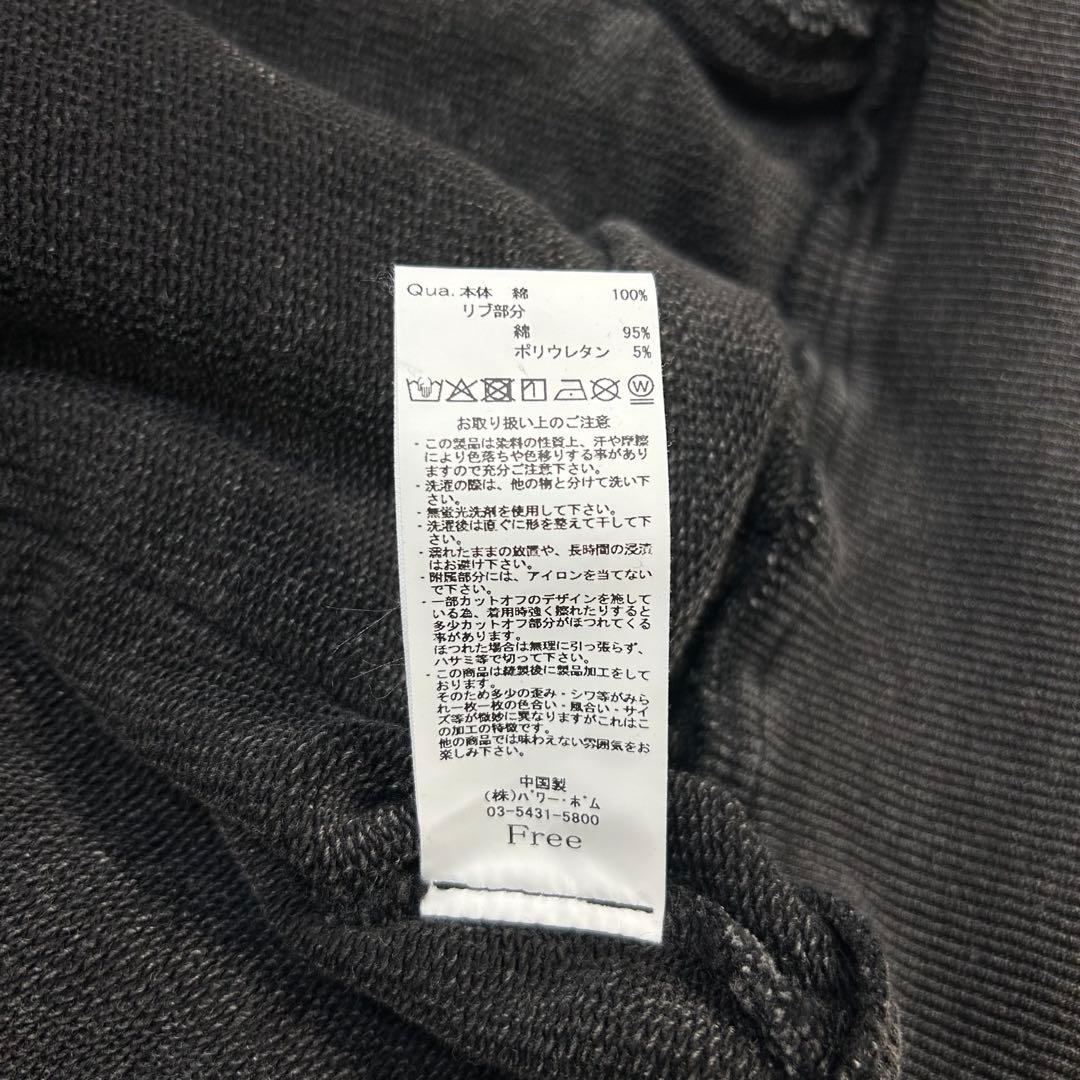 Qua. 本体 綿 100%
リブ部分
綿 95%
ポリウレタン 5%
お取り扱い上のご注意
・この製品は染料の性質上、汗や摩擦
により色落ちや色移りする事があり
ますので充分ご注意下さい。
・洗濯の際は、他の物と分けて洗い下
さい。
・無蛍光洗剤を使用して下さい。
・洗濯後は直ぐに形を整えて干して下
さい。
・濡れたままの放置や、長時間の浸漬
はお避け下さい。
・附属部分には、アイロンを当てない
で下さい。
・一部カットオフのデザインを施して
いる為、着用時強く擦れたりすると
多少カットオフ部分がほつれてくる
事があります。
ほつれた場合は無理に引っ張らず、
ハサミ等で切って下さい。
・この商品は縫製後に製品加工をして
おります。
そのため多少の歪み・シワ等がみら
れ一枚一枚の色合い・風合い・サイ
ズ等が微妙に異なりますがこれはこ
の加工の特徴です。
他の商品では味わえない雰囲気をお
楽しみ下さい。
中国製
(株)パワー・ホーム
03-5431-5800
Free